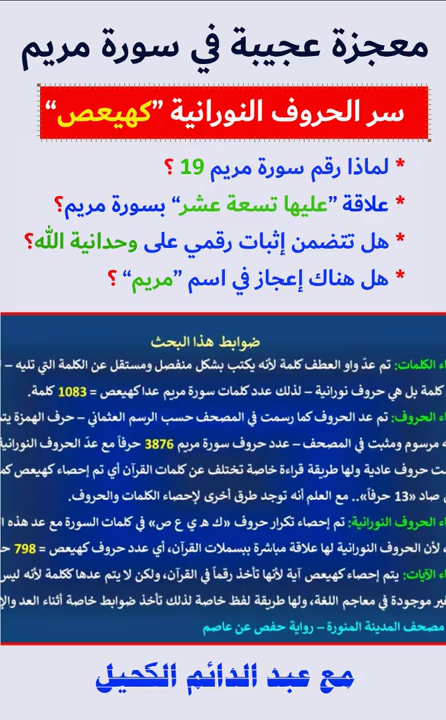 معجزة عجيبة في سورة مريم
سر الحروف النورانية ”كهيعص“
* لماذا رقم سورة مريم 19 ؟
* علاقة ”عليها تسعة عشر“ بسورة مريم؟
* هل تتضمن إثبات رقمي على وحدانية الله؟
* هل هناك إعجاز في اسم ”مريم“ ؟
ضوابط هذا البحث
الكلمات: تم عدّ واو العطف كلمة لأنه يكتب بشكل منفصل ومستقل عن الكلمة التي تليه –
كلمة بل هي حروف نورانية – لذلك عدد كلمات سورة مريم عدا كهيعص = 1083 كلمة.
الحروف: تم عد الحروف كما رسمت في المصحف حسب الرسم العثماني – حرف الهمزة
مرسوم ومثبت في المصحف – عدد حروف سورة مريم 3876 حرفاً مع عدّ الحروف النورانية
حروف عادية ولها طريقة قراءة خاصة تختلف عن كلمات القرآن أي تم إحصاء كهيعص
صاد «13 حرفاً».. مع العلم أنه توجد طرق أخرى لإحصاء الكلمات والحروف.
الحروف النورانية: تم إحصاء تكرار حروف «ك هـ ي ع ص» في كلمات السورة مع عد هذه
لأن الحروف النورانية لها علاقة مباشرة ببسملات القرآن، أي عدد حروف كهيعص = 798
الآيات: يتم إحصاء كهيعص آية لأنها تأخذ رقماً في القرآن، ولكن لا يتم عدها ككلمة لأنه
غير موجودة في معاجم اللغة، ولها طريقة لفظ خاصة لذلك تأخذ ضوابط خاصة أثناء العد
مصحف المدينة المنورة – رواية حفص عن عاصم
مع عبد الدائم الكحيل